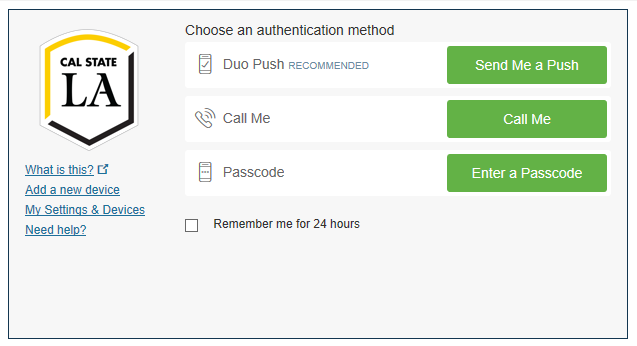 Choose an authentication method
CAL STATE
LA
Duo Push RECOMMENDED
Send Me a Push
Call Me
Call Me
Passcode
Enter a Passcode
What is this?
Add a new device
My Settings & Devices
Need help?
Remember me for 24 hours